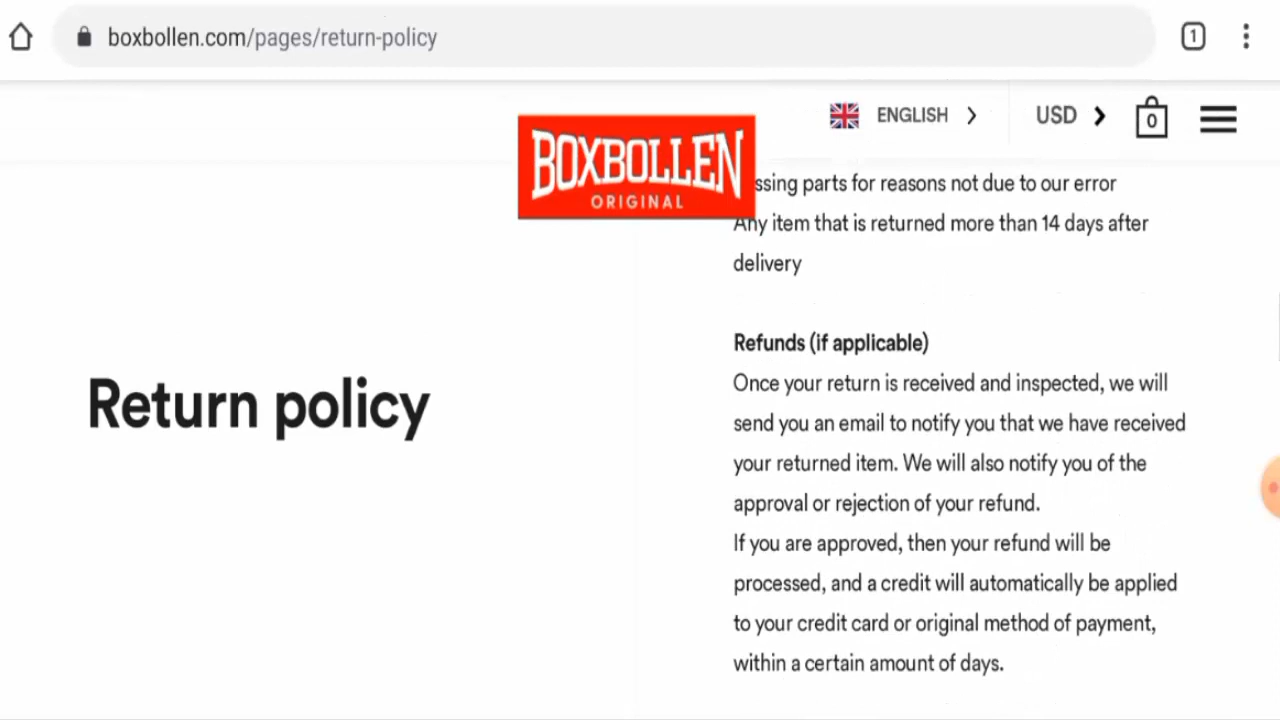 boxbollen.com/pages/return-policy
1
ENGLISH
USD
0
BOXBOLLEN
ORIGINAL
parts for reasons not due to our error
Any item that is returned more than 14 days after
delivery
Return policy
Refunds (if applicable)
Once your return is received and inspected, we will
send you an email to notify you that we have received
your returned item. We will also notify you of the
approval or rejection of your refund.
If you are approved, then your refund will be
processed, and a credit will automatically be applied
to your credit card or original method of payment,
within a certain amount of days.